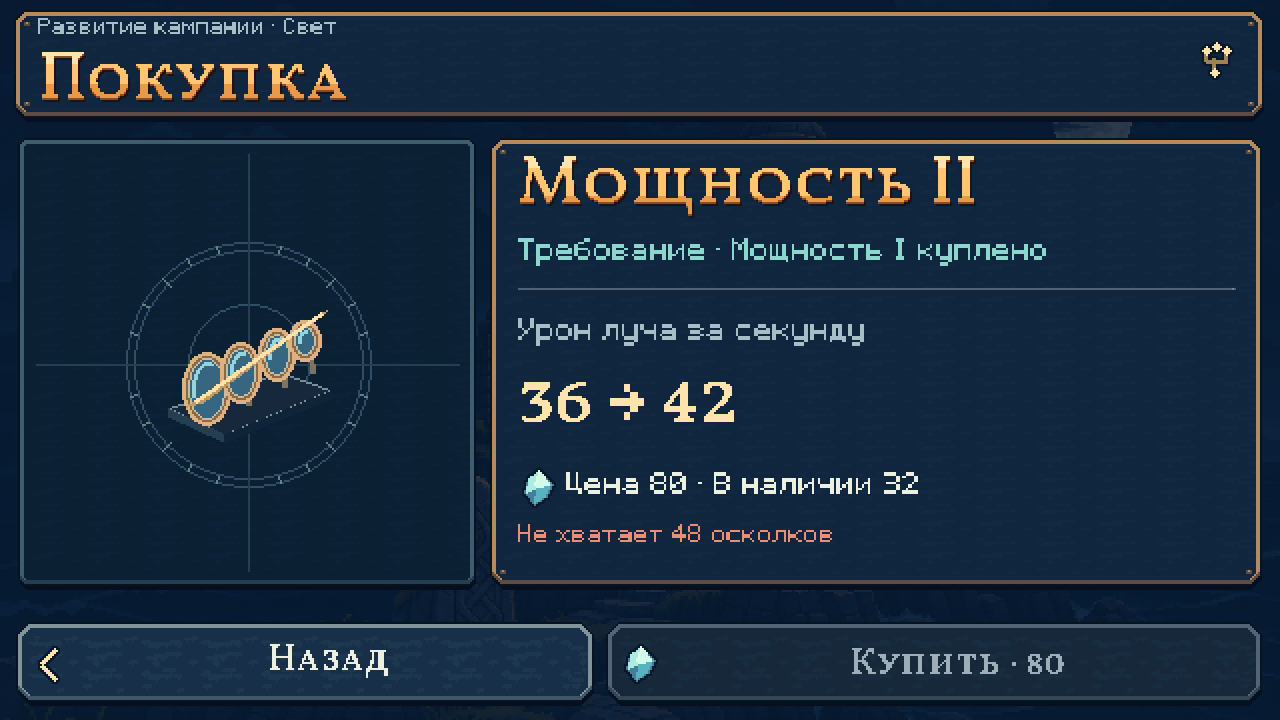 Развитие кампании · Свет
Покупка
Мощность II
Требование · Мощность I куплено
Урон луча за секунду
36 → 42
Цена 80 · В наличии 32
Не хватает 48 осколков
Назад
Купить · 80